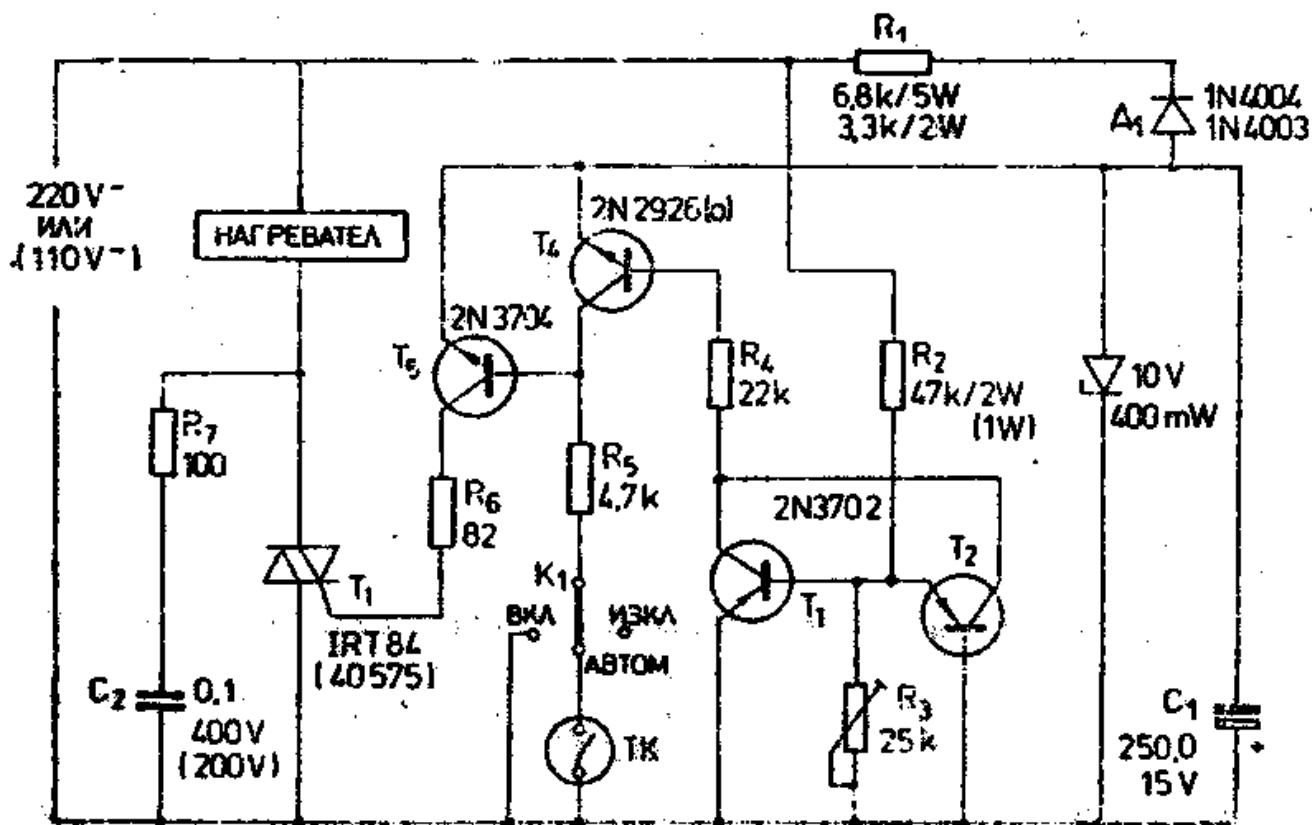 R1
6,8k/5W
3,3k/2W
1N4004
1N4003
Д1
220V~
ИЛИ
(110V~)
НАГРЕВАТЕЛ
2N2926(o)
T4
2N3704
T5
R4
22k
R2
47k/2W
(1W)
10V
400mW
R7
100
R5
4,7k
R6
82
2N3702
T2
T1
K1
ВКЛ
ИЗКЛ
АВТОМ
T1
IRT84
(40575)
C2
0,1
400V
(200V)
TK
R3
25k
C1
250,0
15V
+